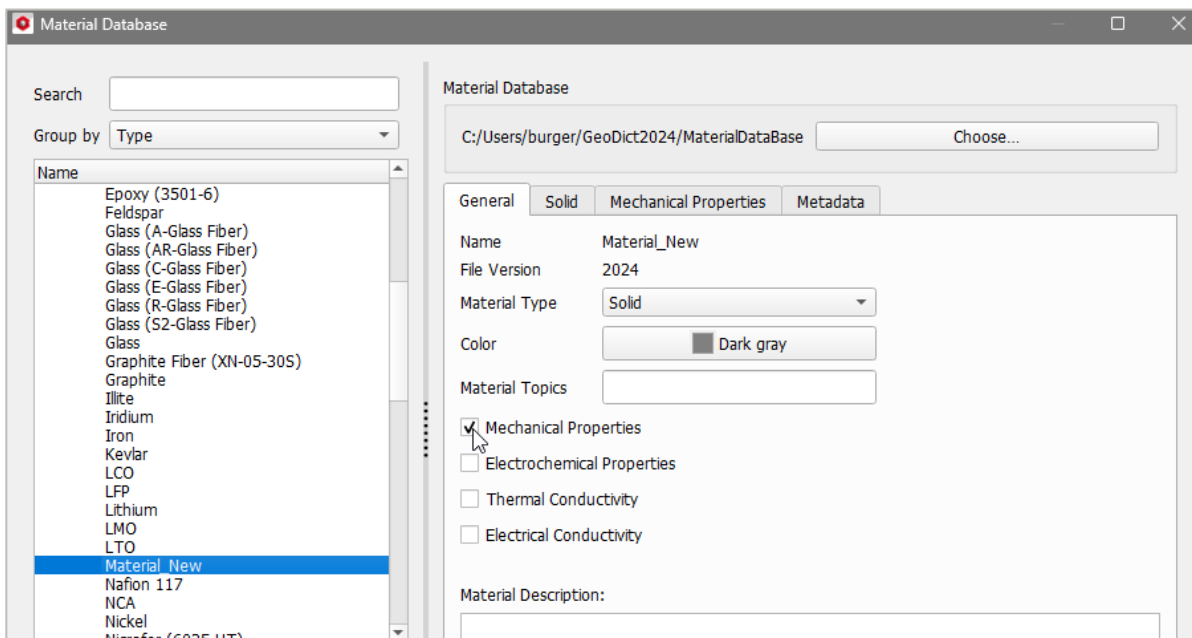 Material Database
Search
Group by Type
Name
Epoxy (3501-6)
Feldspar
Glass (A-Glass Fiber)
Glass (AR-Glass Fiber)
Glass (C-Glass Fiber)
Glass (E-Glass Fiber)
Glass (R-Glass Fiber)
Glass (S2-Glass Fiber)
Glass
Graphite Fiber (XN-05-30S)
Graphite
Illite
Iridium
Iron
Kevlar
LCO
LFP
Lithium
LMO
LTO
Material_New
Nafion 117
NCA
Nickel
Material Database
C:/Users/burger/GeoDict2024/MaterialDataBase Choose...
General Solid Mechanical Properties Metadata
Name Material_New
File Version 2024
Material Type Solid
Color Dark gray
Material Topics
Mechanical Properties
Electrochemical Properties
Thermal Conductivity
Electrical Conductivity
Material Description: